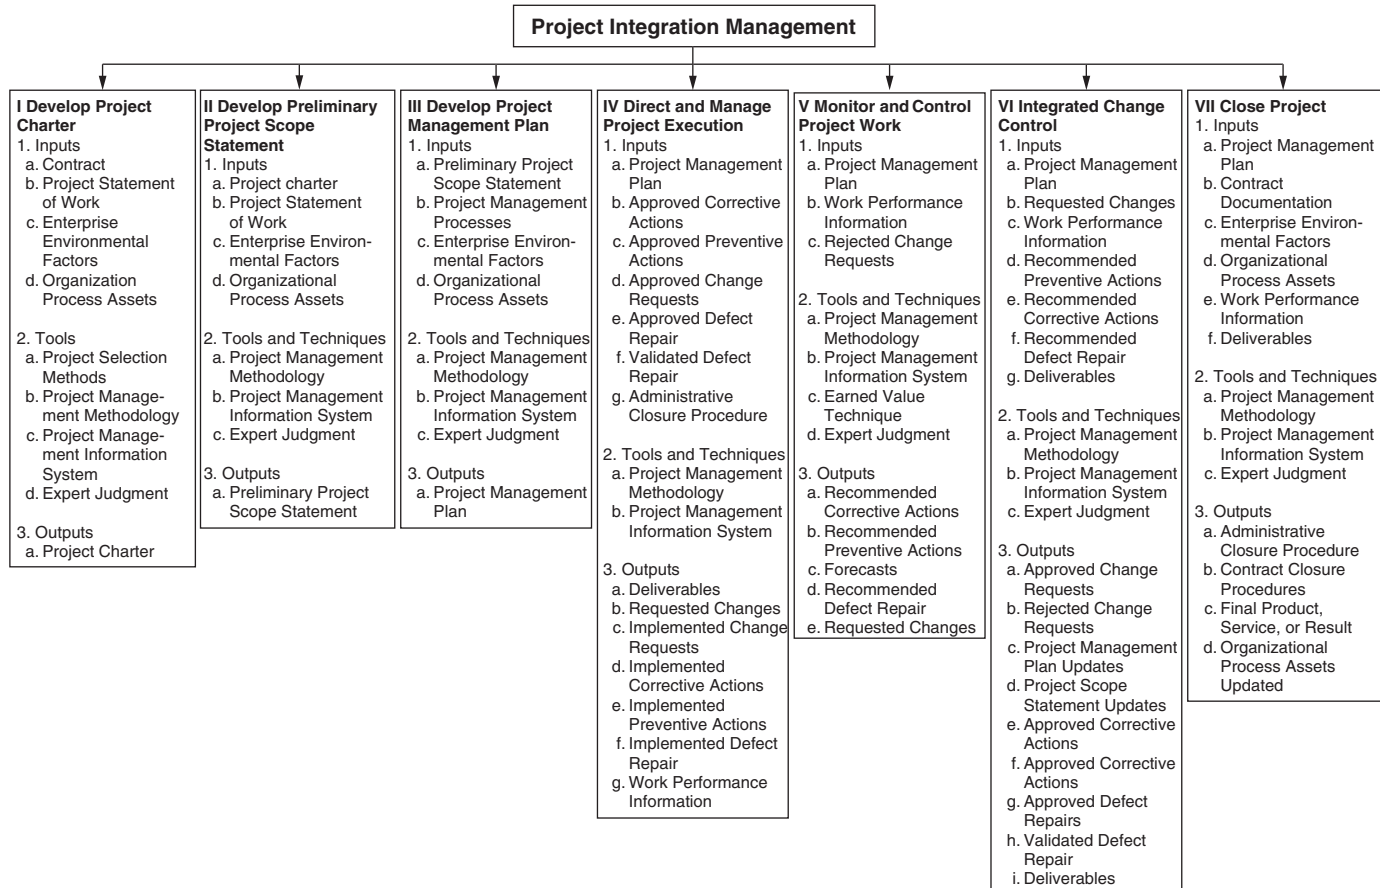 Project Integration Management
I Develop Project
Charter
1. Inputs
a. Contract
b. Project Statement
of Work
c. Enterprise
Environmental
Factors
d. Organization
Process Assets
2. Tools
a. Project Selection
Methods
b. Project Manage-
ment Methodology
c. Project Manage-
ment Information
System
d. Expert Judgment
3. Outputs
a. Project Charter
II Develop Preliminary
Project Scope
Statement
1. Inputs
a. Project charter
b. Project Statement
of Work
c. Enterprise Environ-
mental Factors
d. Organizational
Process Assets
2. Tools and Techniques
a. Project Management
Methodology
b. Project Management
Information System
c. Expert Judgment
3. Outputs
a. Preliminary Project
Scope Statement
III Develop Project
Management Plan
1. Inputs
a. Preliminary Project
Scope Statement
b. Project Management
Processes
c. Enterprise Environ-
mental Factors
d. Organizational
Process Assets
2. Tools and Techniques
a. Project Management
Methodology
b. Project Management
Information System
c. Expert Judgment
3. Outputs
a. Project Management
Plan
IV Direct and Manage
Project Execution
1. Inputs
a. Project Management
Plan
b. Approved Corrective
Actions
c. Approved Preventive
Actions
d. Approved Change
Requests
e. Approved Defect
Repair
f. Validated Defect
Repair
g. Administrative
Closure Procedure
2. Tools and Techniques
a. Project Management
Methodology
b. Project Management
Information System
3. Outputs
a. Deliverables
b. Requested Changes
c. Implemented Change
Requests
d. Implemented
Corrective Actions
e. Implemented
Preventive Actions
f. Implemented Defect
Repair
g. Work Performance
Information
V Monitor and Control
Project Work
1. Inputs
a. Project Management
Plan
b. Work Performance
Information
c. Rejected Change
Requests
2. Tools and Techniques
a. Project Management
Methodology
b. Project Management
Information System
c. Earned Value
Technique
d. Expert Judgment
3. Outputs
a. Recommended
Corrective Actions
b. Recommended
Preventive Actions
c. Forecasts
d. Recommended
Defect Repair
e. Requested Changes
VI Integrated Change
Control
1. Inputs
a. Project Management
Plan
b. Requested Changes
c. Work Performance
Information
d. Recommended
Preventive Actions
e. Recommended
Corrective Actions
f. Recommended
Defect Repair
g. Deliverables
2. Tools and Techniques
a. Project Management
Methodology
b. Project Management
Information System
c. Expert Judgment
3. Outputs
a. Approved Change
Requests
b. Rejected Change
Requests
c. Project Management
Plan Updates
d. Project Scope
Statement Updates
e. Approved Corrective
Actions
f. Approved Corrective
Actions
g. Approved Defect
Repairs
h. Validated Defect
Repair
i. Deliverables
VII Close Project
1. Inputs
a. Project Management
Plan
b. Contract
Documentation
c. Enterprise Environ-
mental Factors
d. Organizational
Process Assets
e. Work Performance
Information
f. Deliverables
2. Tools and Techniques
a. Project Management
Methodology
b. Project Management
Information System
c. Expert Judgment
3. Outputs
a. Administrative
Closure Procedure
b. Contract Closure
Procedures
c. Final Product,
Service, or Result
d. Organizational
Process Assets
Updated